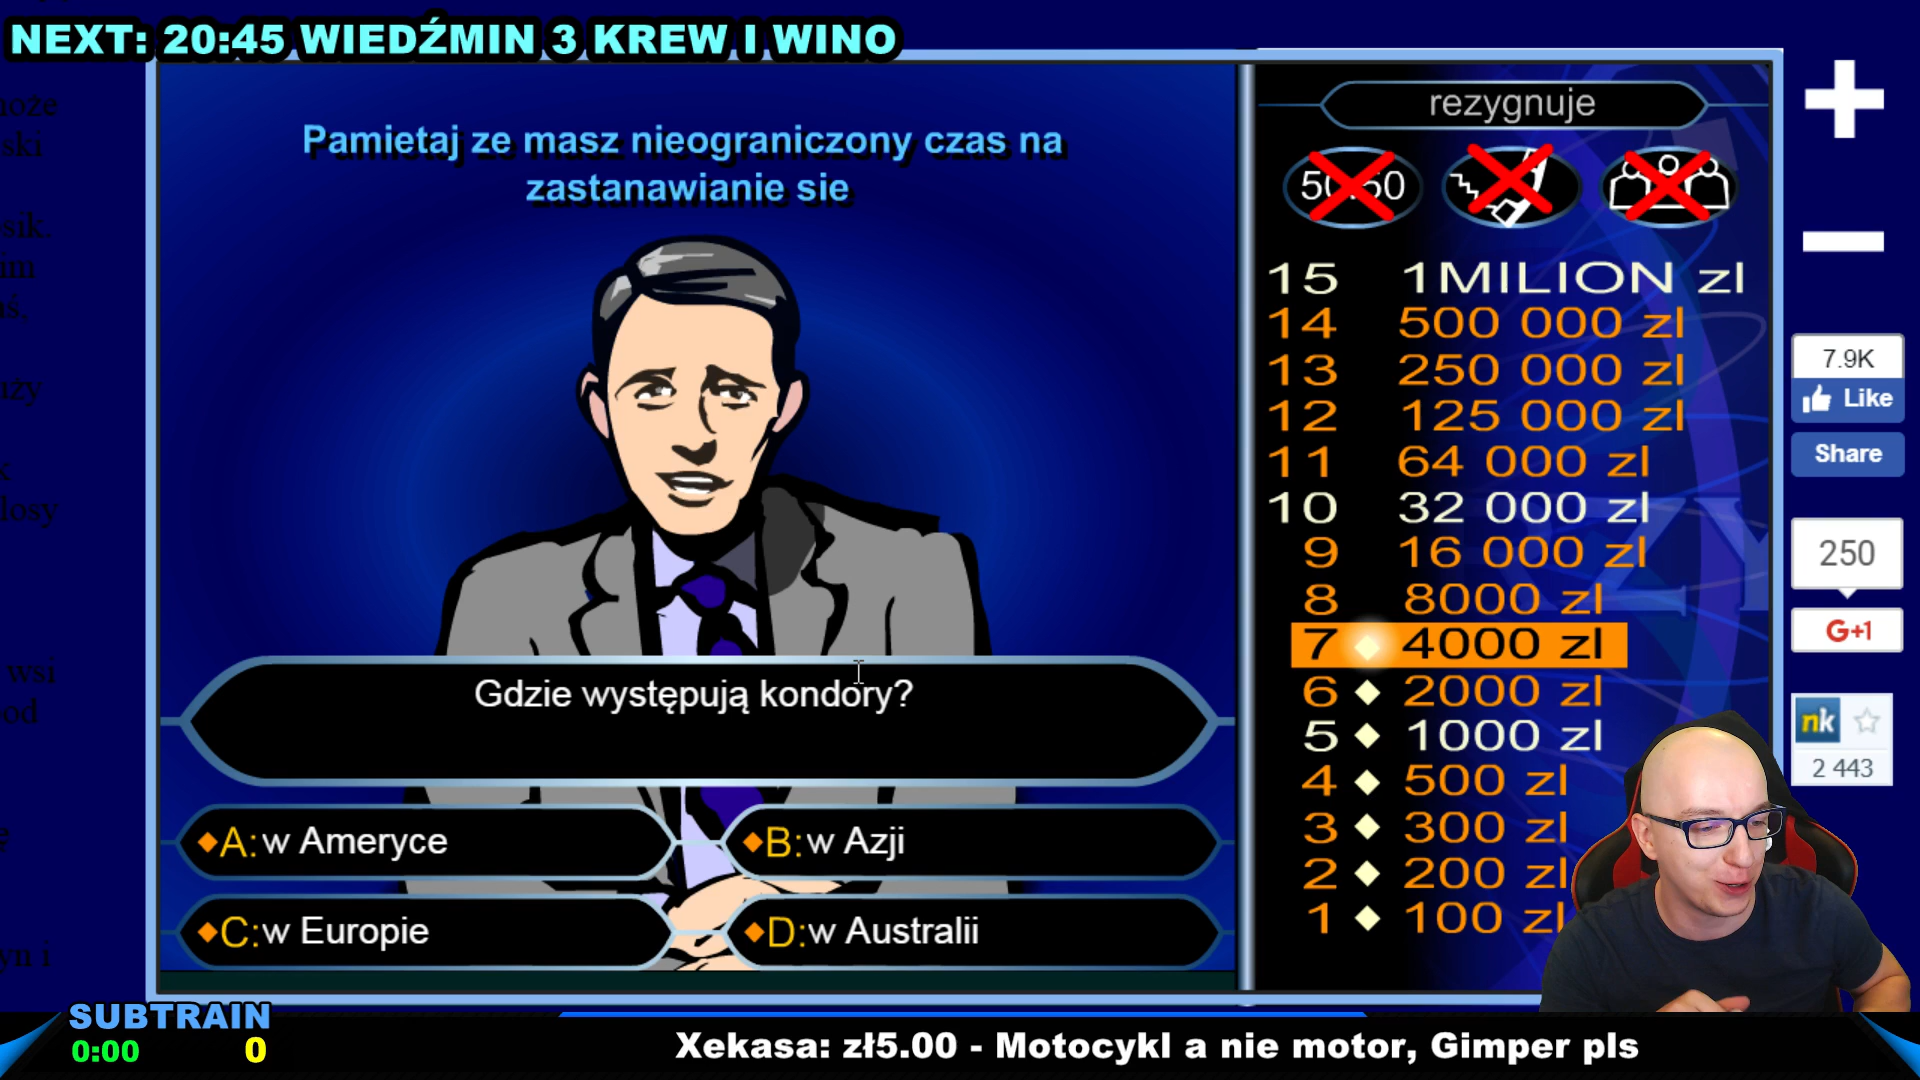 NEXT: 20:45 WIEDŹMIN 3 KREW I WINO
Pamietaj ze masz nieograniczony czas na
zastanawianie sie
Gdzie występują kondory?
A: w Ameryce
B: w Azji
C: w Europie
D: w Australii
rezygnuje
50:50
15 1MILION zl
14 500 000 zl
13 250 000 zl
12 125 000 zl
11 64 000 zl
10 32 000 zl
9 16 000 zl
8 8000 zl
7 4000 zl
6 2000 zl
5 1000 zl
4 500 zl
3 300 zl
2 200 zl
1 100 zl
7.9K
Like
Share
250
G+1
nk
2 443
ski
im
wsi
SUBTRAIN
0:00 0
Xekasa: zł5.00 - Motocykl a nie motor, Gimper pls